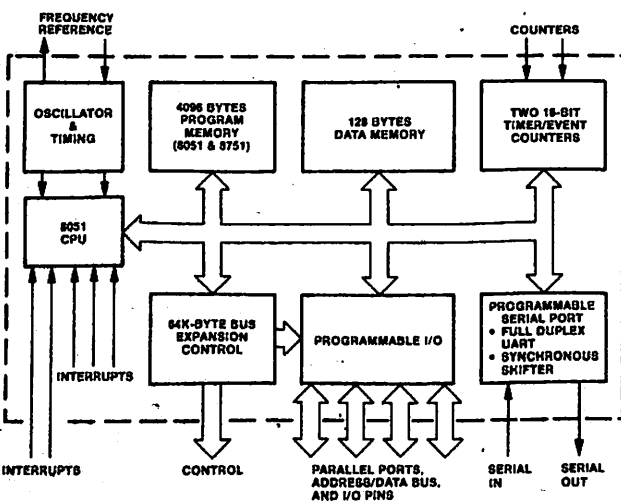 FREQUENCY
REFERENCE
COUNTERS
OSCILLATOR
&
TIMING
4096 BYTES
PROGRAM
MEMORY
(8051 & 8751)
128 BYTES
DATA MEMORY
TWO 16-BIT
TIMER/EVENT
COUNTERS
8051
CPU
64K-BYTE BUS
EXPANSION
CONTROL
PROGRAMMABLE I/O
PROGRAMMABLE
SERIAL PORT
• FULL DUPLEX
UART
• SYNCHRONOUS
SHIFTER
INTERRUPTS
INTERRUPTS
CONTROL
PARALLEL PORTS,
ADDRESS/DATA BUS,
AND I/O PINS
SERIAL
IN
SERIAL
OUT